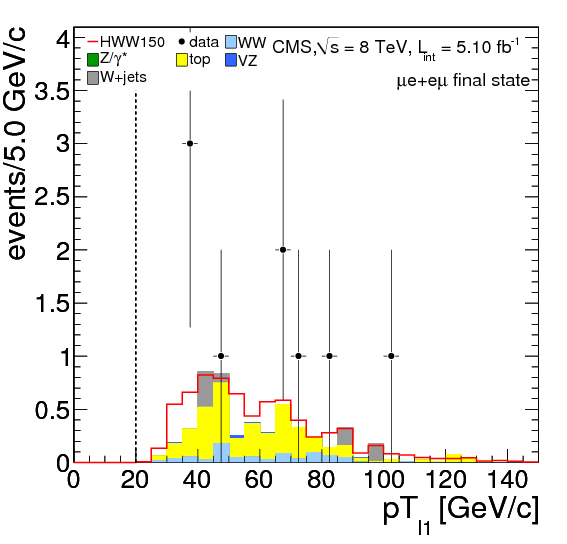 HWW150 data WW CMS,√s = 8 TeV, L_int = 5.10 fb⁻¹
Z/γ* top VZ
W+jets μe+eμ final state
events/5.0 GeV/c
4
3.5
3
2.5
2
1.5
1
0.5
0
0 20 40 60 80 100 120 140
pT_l1 [GeV/c]